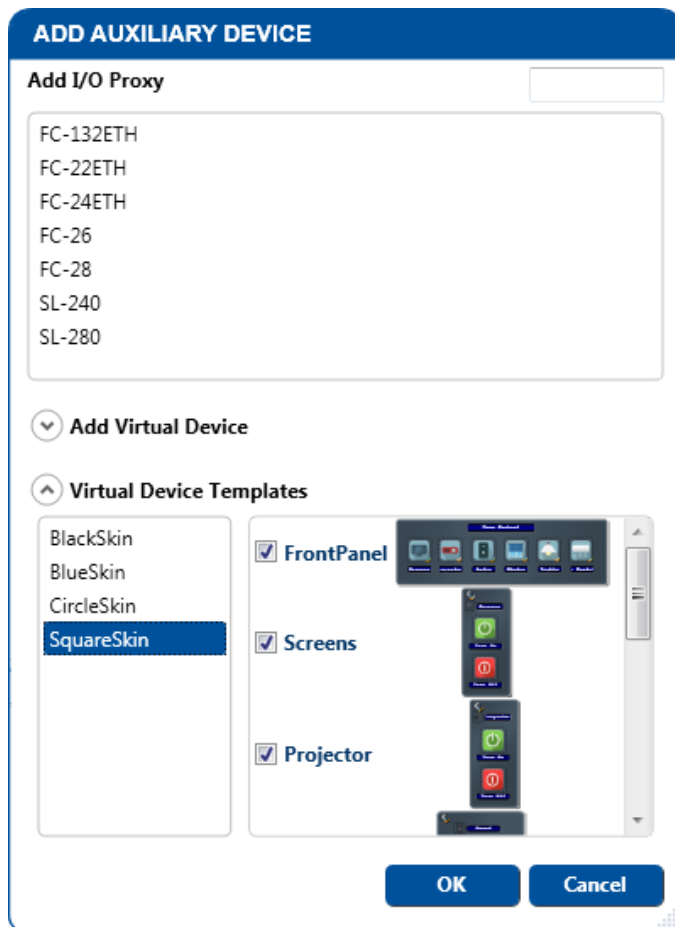 ADD AUXILIARY DEVICE
Add I/O Proxy
FC-132ETH
FC-22ETH
FC-24ETH
FC-26
FC-28
SL-240
SL-280
Add Virtual Device
Virtual Device Templates
BlackSkin
BlueSkin
CircleSkin
SquareSkin
FrontPanel
Screens
Projector
OK
Cancel